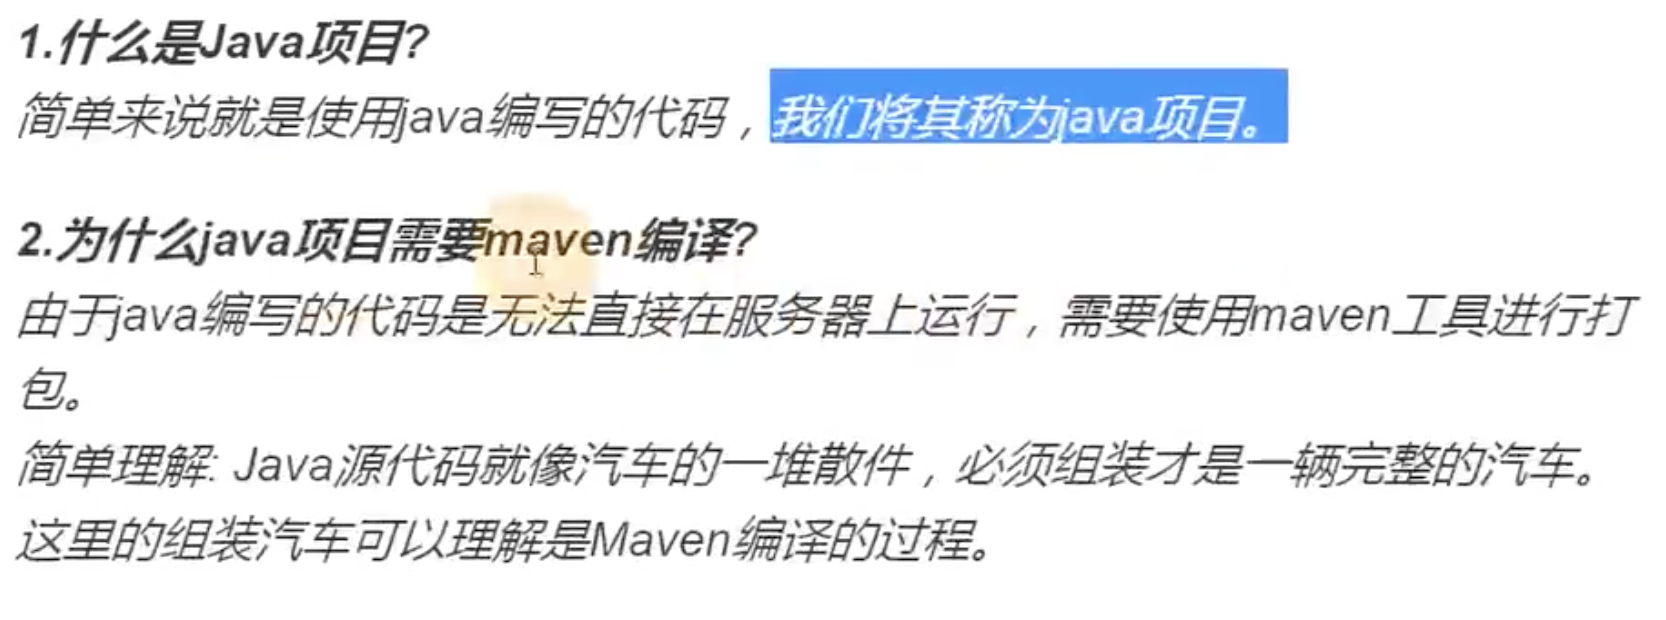 1.什么是Java项目?
简单来说就是使用java编写的代码，我们将其称为java项目。
2.为什么java项目需要maven编译?
由于java编写的代码是无法直接在服务器上运行，需要使用maven工具进行打
包。
简单理解: Java源代码就像汽车的一堆散件，必须组装才是一辆完整的汽车。
这里的组装汽车可以理解是Maven编译的过程。